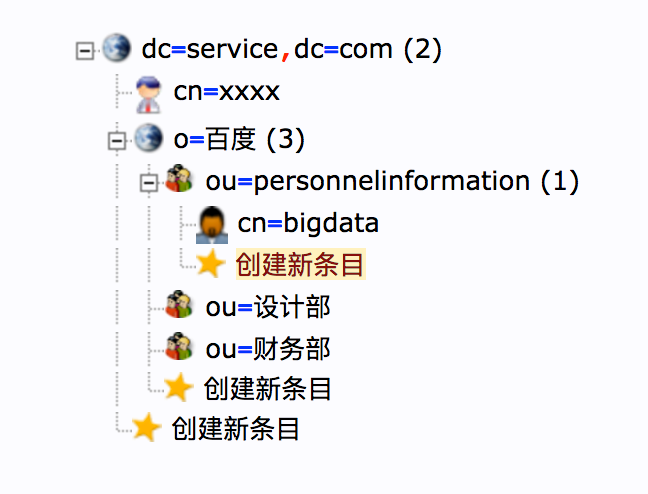 dc=service,dc=com (2)
cn=xxxx
o=百度 (3)
ou=personnelinformation (1)
cn=bigdata
创建新条目
ou=设计部
ou=财务部
创建新条目
创建新条目